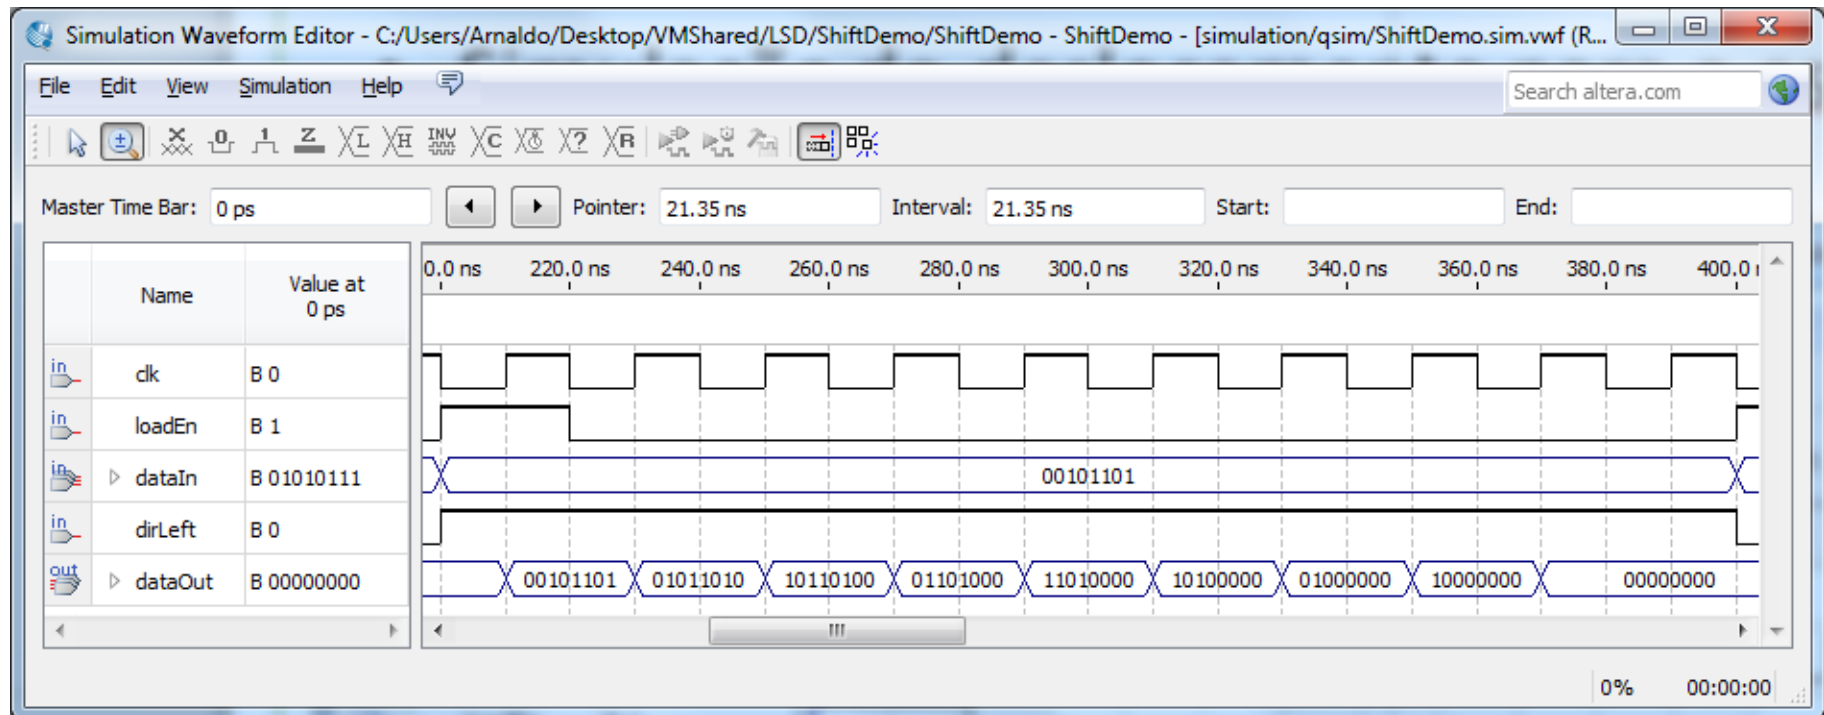 Simulation Waveform Editor - C:/Users/Arnaldo/Desktop/VMShared/LSD/ShiftDemo/ShiftDemo - ShiftDemo - [simulation/qsim/ShiftDemo.sim.vwf (R...
File Edit View Simulation Help Search altera.com
Master Time Bar: 0 ps Pointer: 21.35 ns Interval: 21.35 ns Start: End:
Name Value at 0 ps 0.0 ns 220.0 ns 240.0 ns 260.0 ns 280.0 ns 300.0 ns 320.0 ns 340.0 ns 360.0 ns 380.0 ns 400.0
in clk B 0
in loadEn B 1
in dataIn B 01010111 00101101
in dirLeft B 0
out dataOut B 00000000 00101101 01011010 10110100 01101000 11010000 10100000 01000000 10000000 00000000
0% 00:00:00